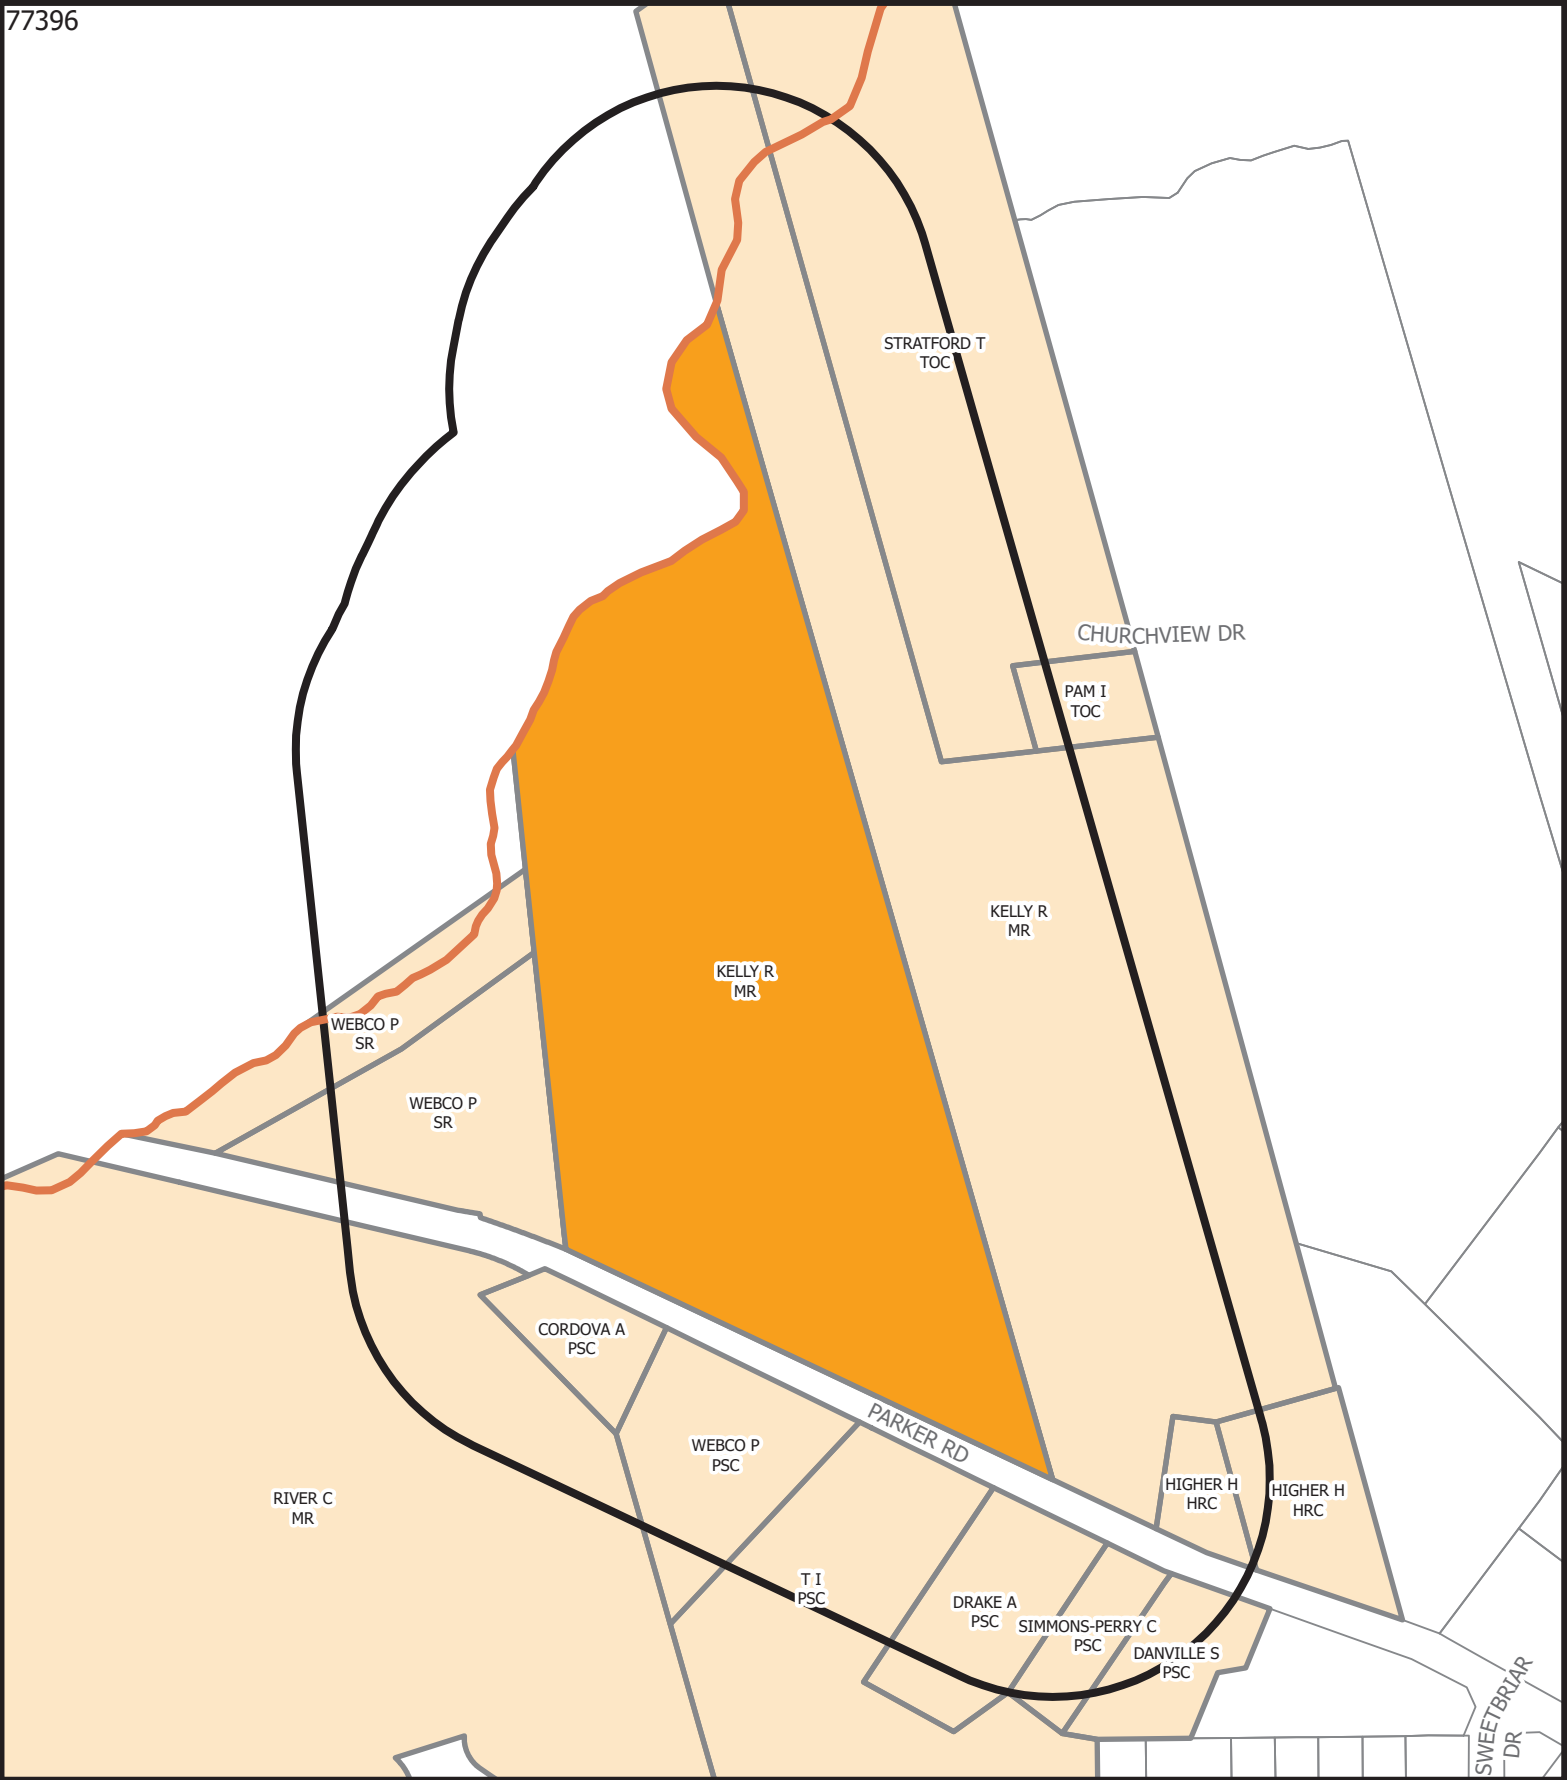 77396
STRATFORD T
TOC
CHURCHVIEW DR
PAM I
TOC
KELLY R
MR
KELLY R
MR
WEBCO P
SR
WEBCO P
SR
CORDOVA A
PSC
PARKER RD
WEBCO P
PSC
HIGHER H
HRC
HIGHER H
HRC
RIVER C
MR
T I
PSC
DRAKE A
PSC
SIMMONS-PERRY C
PSC
DANVILLE S
PSC
SWEETBRIAR
DR